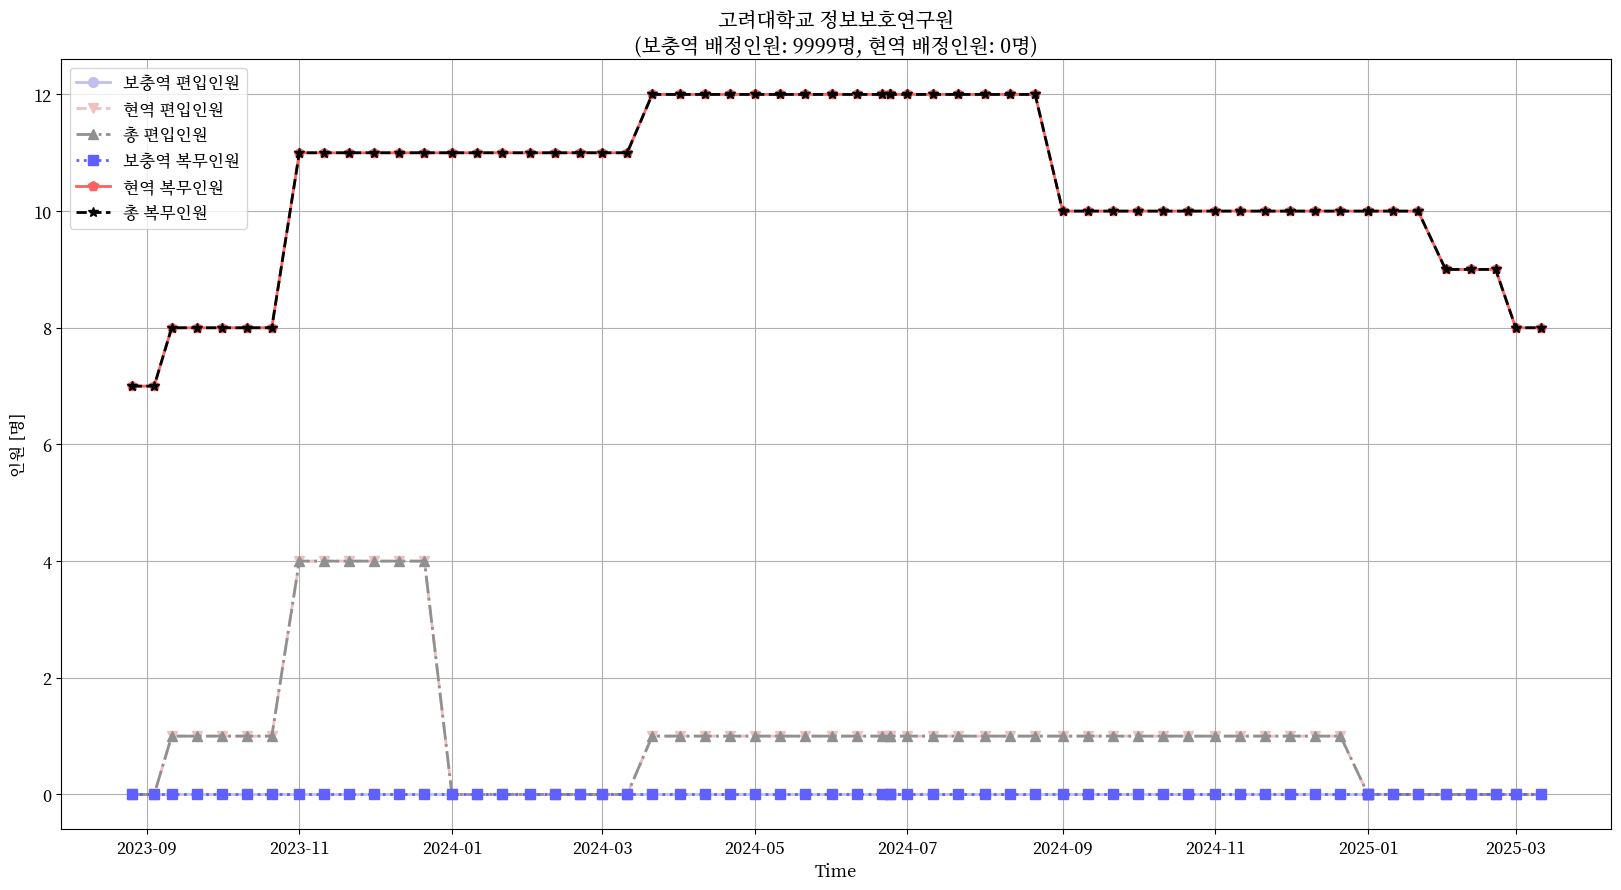 고려대학교 정보보호연구원
(보충역 배정인원: 9999명, 현역 배정인원: 0명)
보충역 편입인원
현역 편입인원
총 편입인원
보충역 복무인원
현역 복무인원
총 복무인원
12
10
8
6
4
2
0
인원 [명]
2023-09 2023-11 2024-01 2024-03 2024-05 2024-07 2024-09 2024-11 2025-01 2025-03
Time